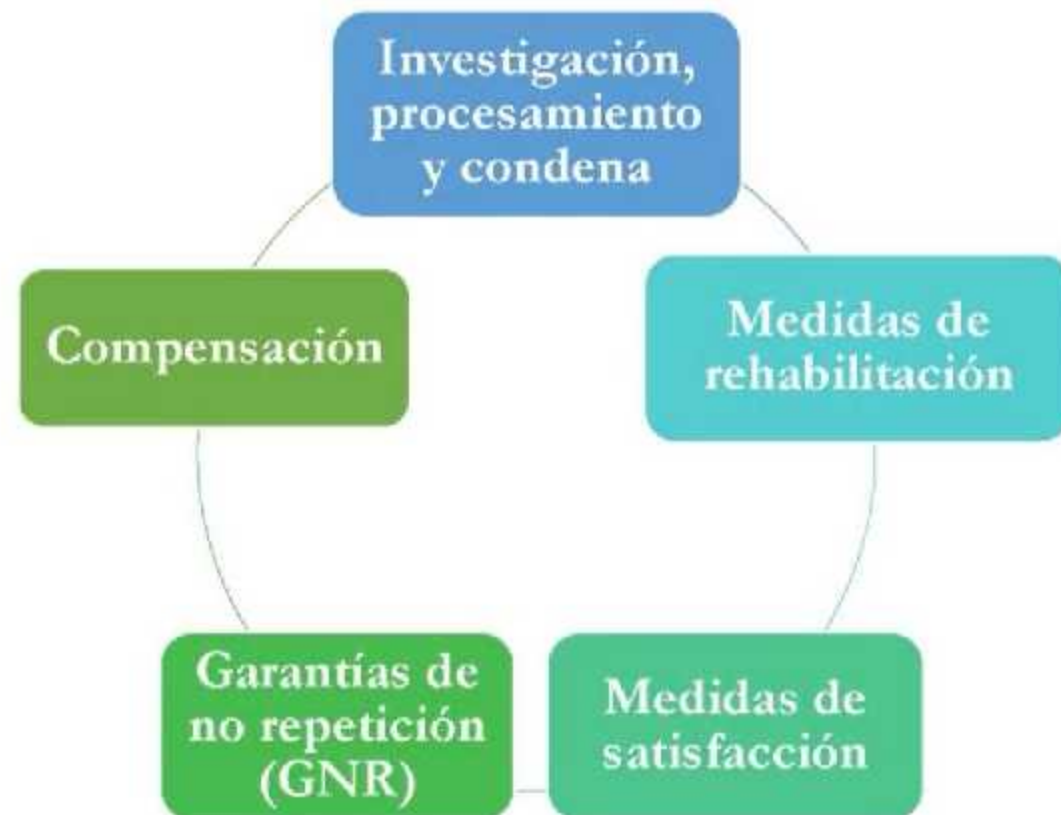 Investigación,
procesamiento
y condena
Medidas de
rehabilitación
Medidas de
satisfacción
Garantías de
no repetición
(GNR)
Compensación